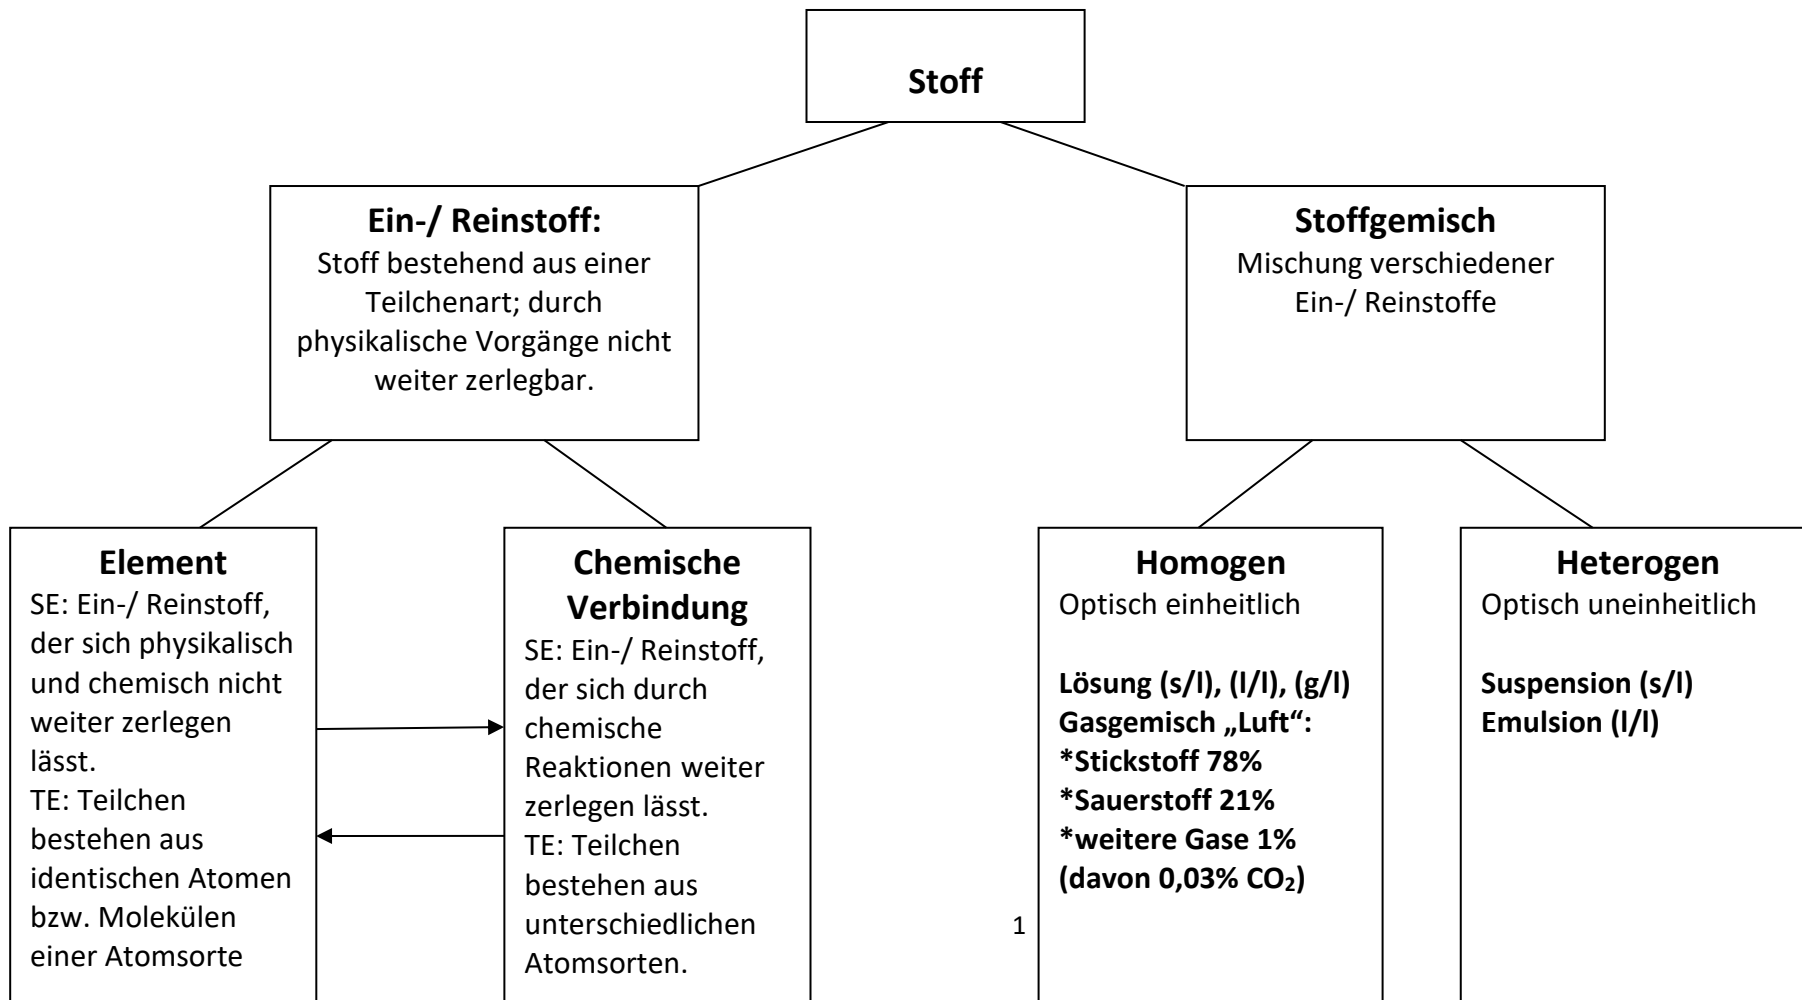 Stoff
Ein-/ Reinstoff:
Stoff bestehend aus einer
Teilchenart; durch
physikalische Vorgänge nicht
weiter zerlegbar.
Stoffgemisch
Mischung verschiedener
Ein-/ Reinstoffe
Element
SE: Ein-/ Reinstoff,
der sich physikalisch
und chemisch nicht
weiter zerlegen
lässt.
TE: Teilchen
bestehen aus
identischen Atomen
bzw. Molekülen
einer Atomsorte
Chemische
Verbindung
SE: Ein-/ Reinstoff,
der sich durch
chemische
Reaktionen weiter
zerlegen lässt.
TE: Teilchen
bestehen aus
unterschiedlichen
Atomsorten.
Homogen
Optisch einheitlich
Lösung (s/l), (l/l), (g/l)
Gasgemisch „Luft“:
*Stickstoff 78%
*Sauerstoff 21%
*weitere Gase 1%
(davon 0,03% CO₂)
Heterogen
Optisch uneinheitlich
Suspension (s/l)
Emulsion (l/l)
1